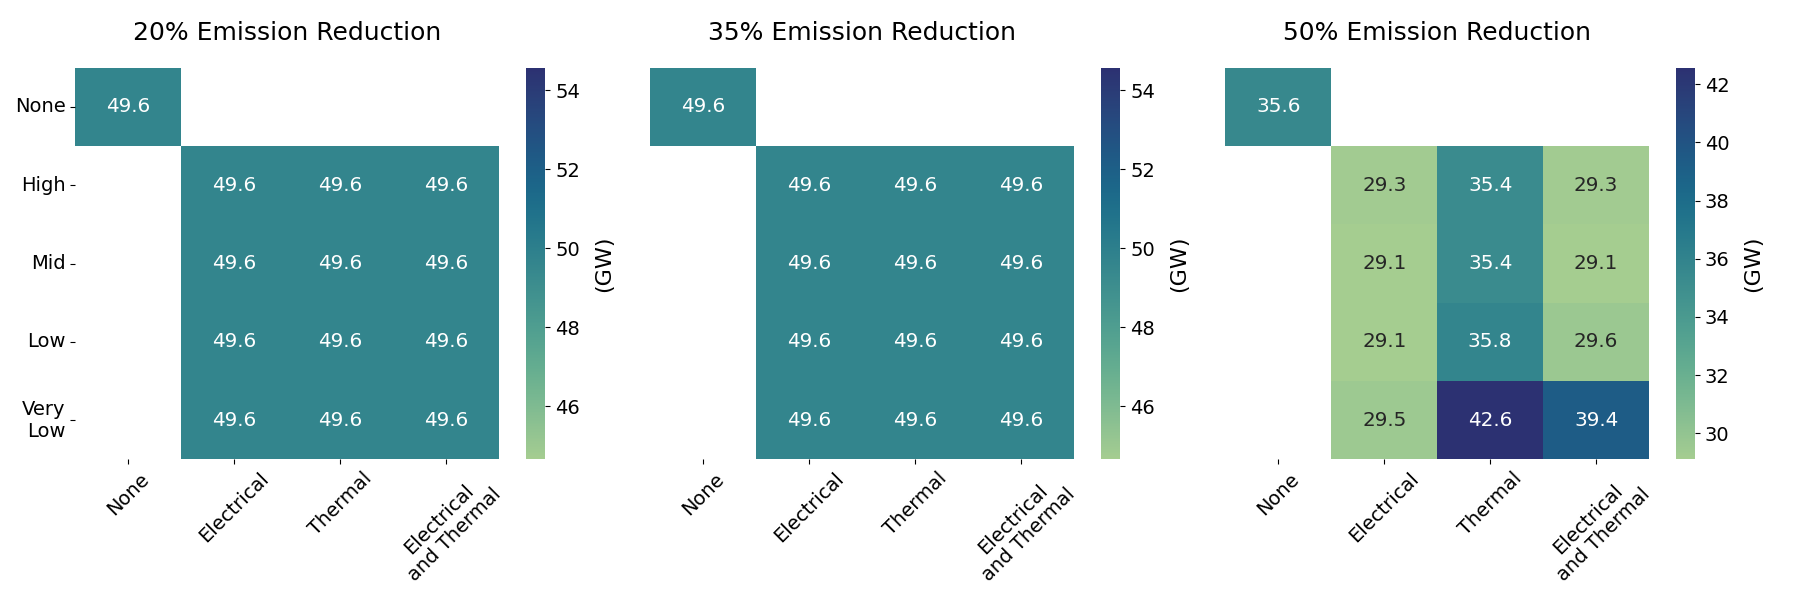 20% Emission Reduction
35% Emission Reduction
50% Emission Reduction
None
High
Mid
Low
Very
Low
49.6
49.6 49.6 49.6
49.6 49.6 49.6
49.6 49.6 49.6
49.6 49.6 49.6
None
Electrical
Thermal
Electrical
and Thermal
54
52
50
48
46
(GW)
49.6
49.6 49.6 49.6
49.6 49.6 49.6
49.6 49.6 49.6
49.6 49.6 49.6
None
Electrical
Thermal
Electrical
and Thermal
54
52
50
48
46
(GW)
35.6
29.3 35.4 29.3
29.1 35.4 29.1
29.1 35.8 29.6
29.5 42.6 39.4
None
Electrical
Thermal
Electrical
and Thermal
42
40
38
36
34
32
30
(GW)